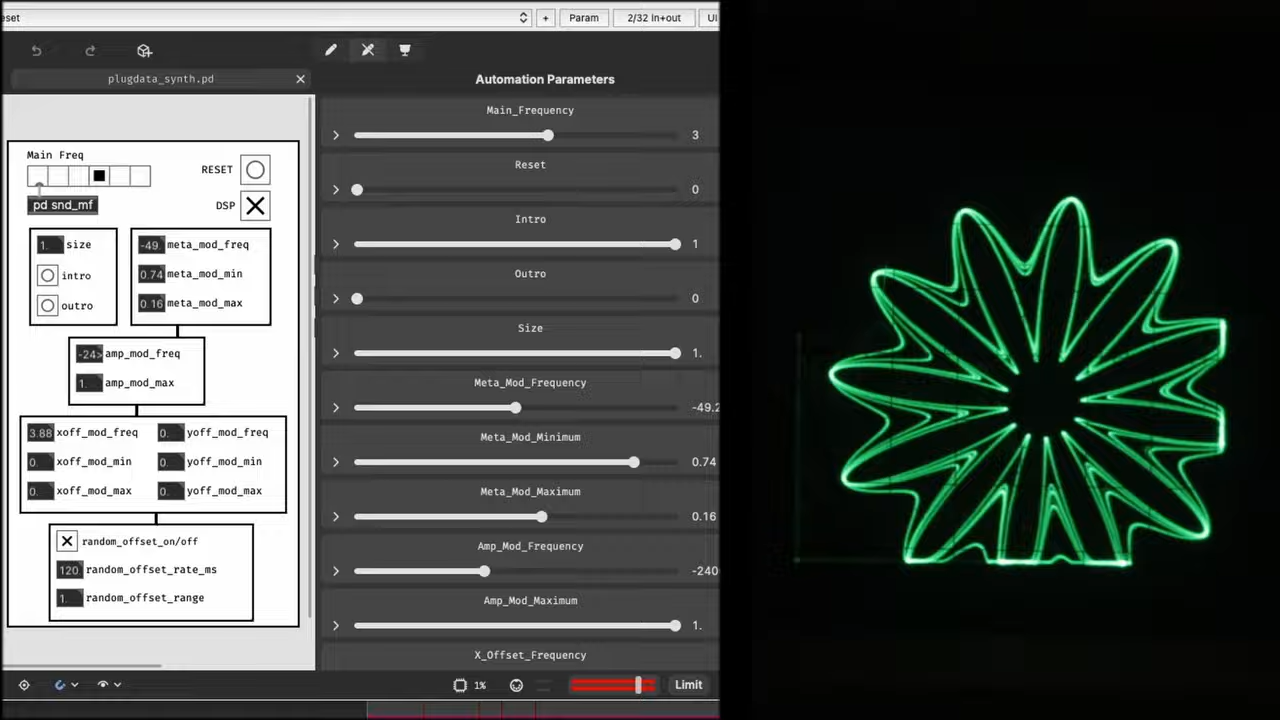 eset
+
Param
2/32 in+out
UI
plugdata_synth.pd
Automation Parameters
Main Freq
RESET
pd snd_mf
DSP
1. size
intro
outro
-49. meta_mod_freq
0.74 meta_mod_min
0.16 meta_mod_max
-24> amp_mod_freq
1. amp_mod_max
3.88 xoff_mod_freq
0. yoff_mod_freq
0. xoff_mod_min
0. yoff_mod_min
0. xoff_mod_max
0. yoff_mod_max
random_offset_on/off
120 random_offset_rate_ms
1. random_offset_range
Main_Frequency
3
Reset
0
Intro
1
Outro
0
Size
1.
Meta_Mod_Frequency
-49.2
Meta_Mod_Minimum
0.74
Meta_Mod_Maximum
0.16
Amp_Mod_Frequency
-240
Amp_Mod_Maximum
1.
X_Offset_Frequency
1%
Limit